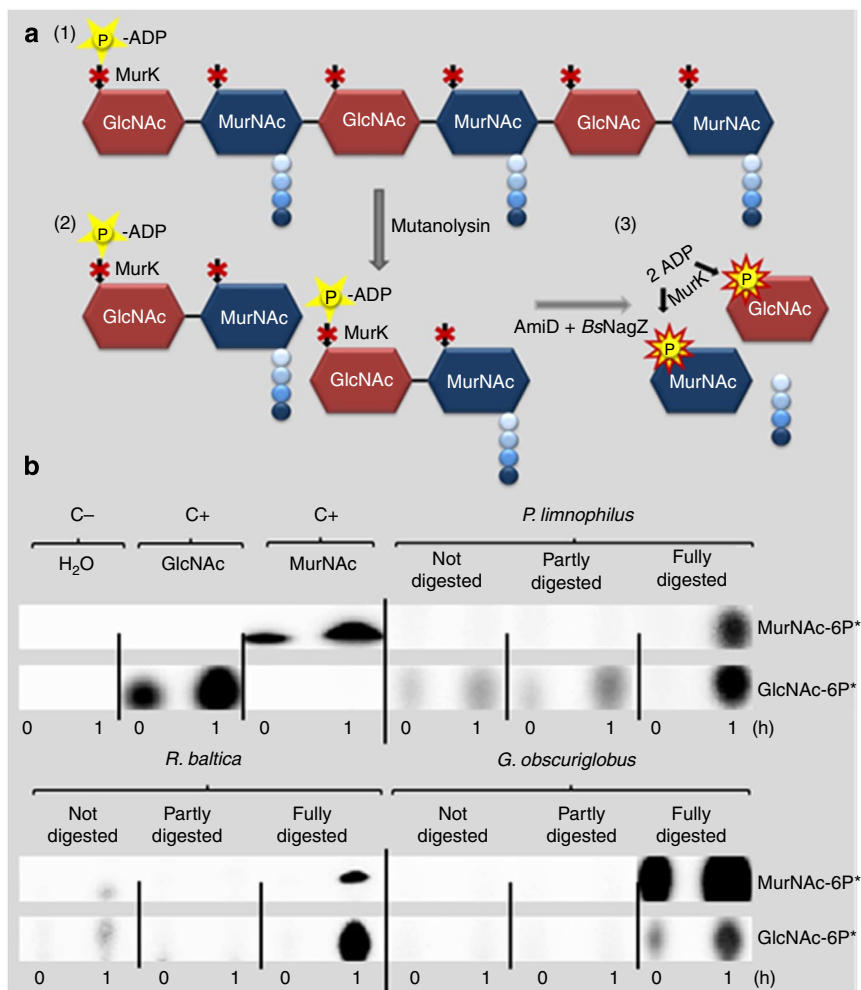 a (1) P -ADP
MurK
GlcNAc MurNAc GlcNAc MurNAc GlcNAc MurNAc
Mutanolysin
(2) P -ADP
MurK
GlcNAc MurNAc
P -ADP
MurK
GlcNAc MurNAc
AmiD + BsNagZ
(3)
2 ADP
MurK
P
GlcNAc
P
MurNAc
b
C– C+ C+ P. limnophilus
H₂O GlcNAc MurNAc Not digested Partly digested Fully digested
MurNAc-6P*
GlcNAc-6P*
0 1 0 1 0 1 0 1 0 1 0 1 (h)
R. baltica G. obscuriglobus
Not digested Partly digested Fully digested Not digested Partly digested Fully digested
MurNAc-6P*
GlcNAc-6P*
0 1 0 1 0 1 0 1 0 1 0 1 (h)